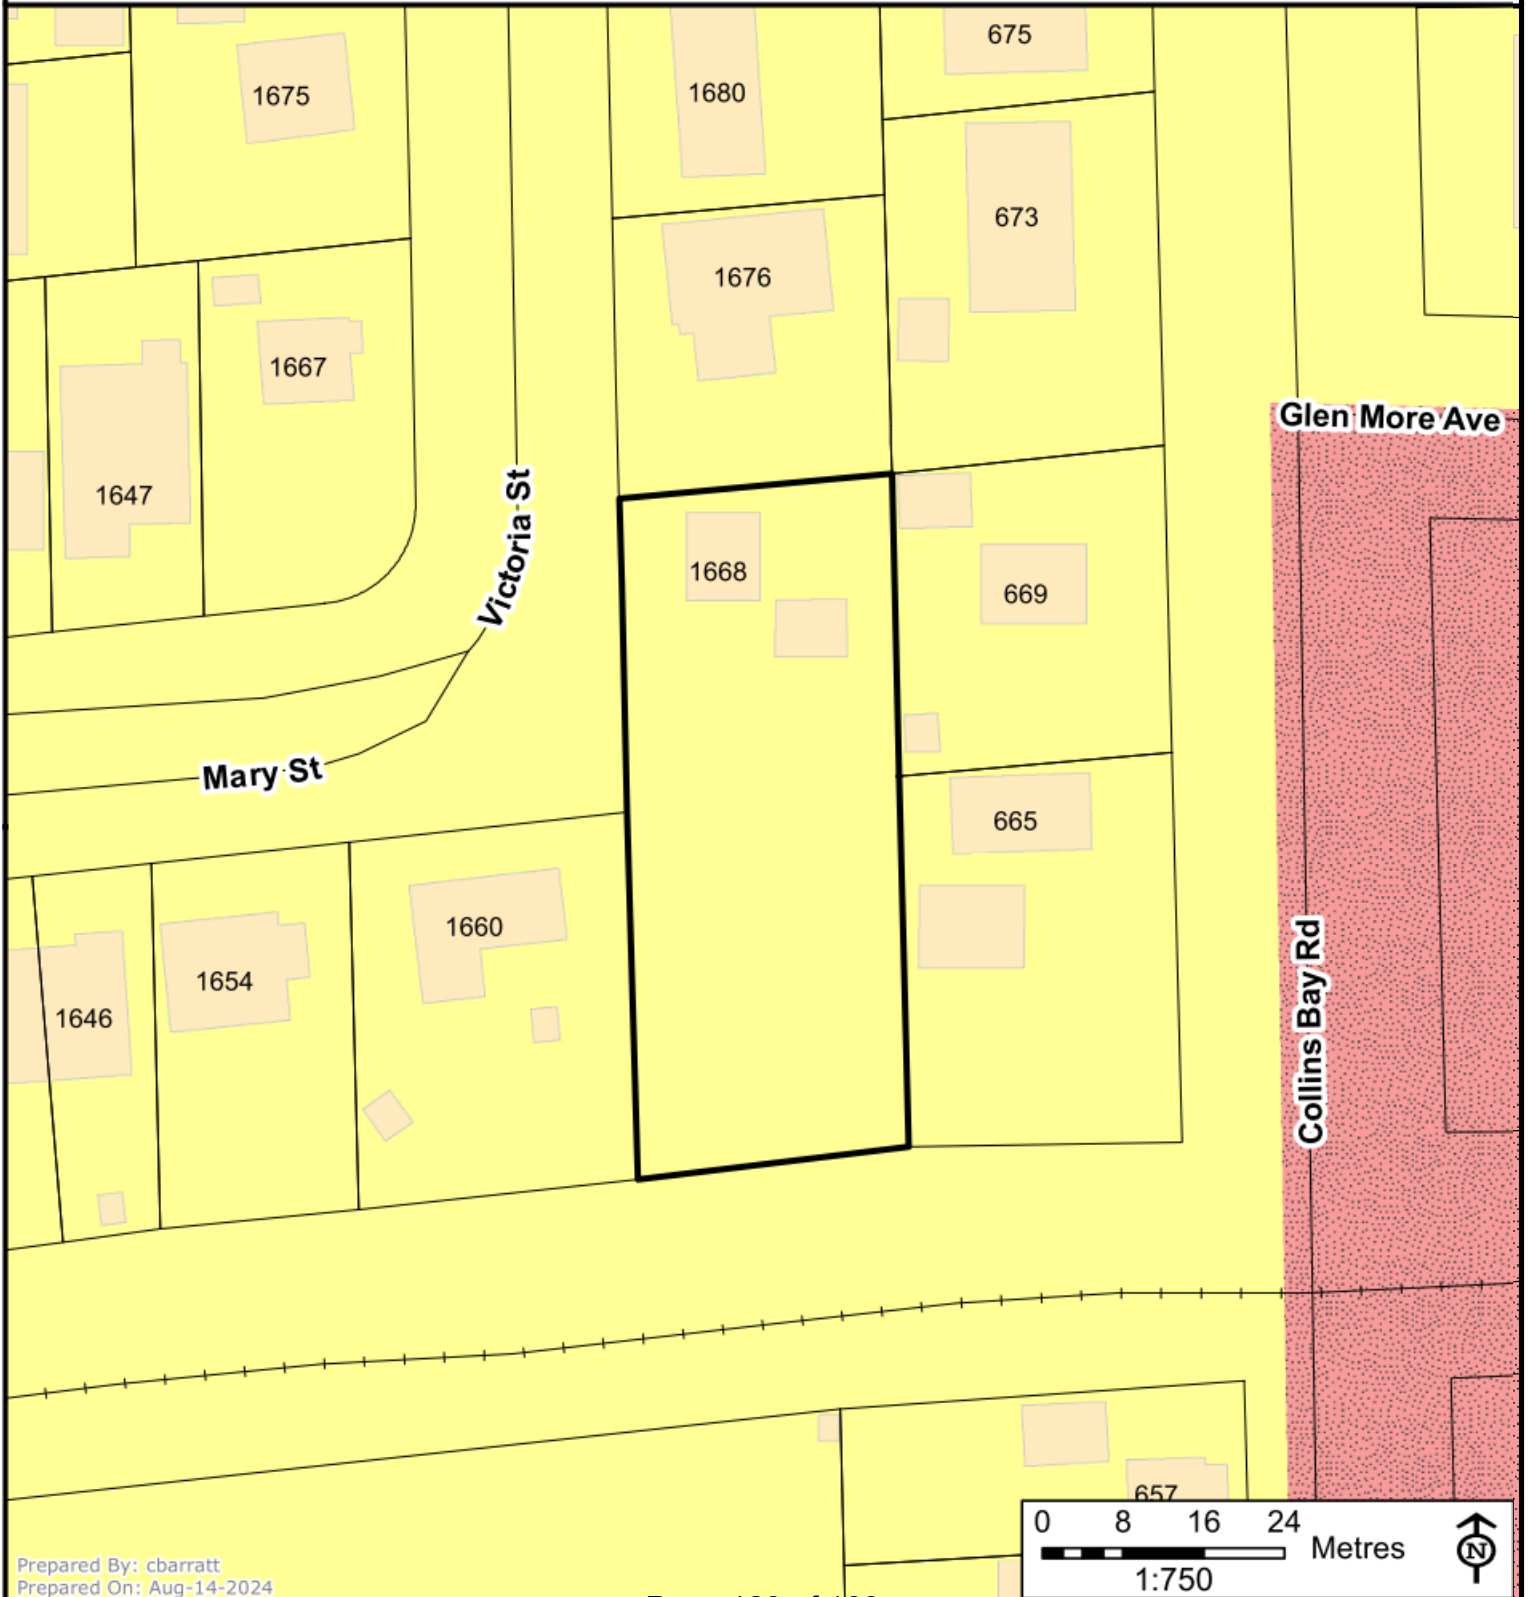 675
1675
1680
673
1676
1667
Glen More Ave
1647
Victoria St
1668
669
Mary St
665
1660
1654
1646
Collins Bay Rd
657
0 8 16 24
Metres
1:750
N
Prepared By: cbarratt
Prepared On: Aug-14-2024